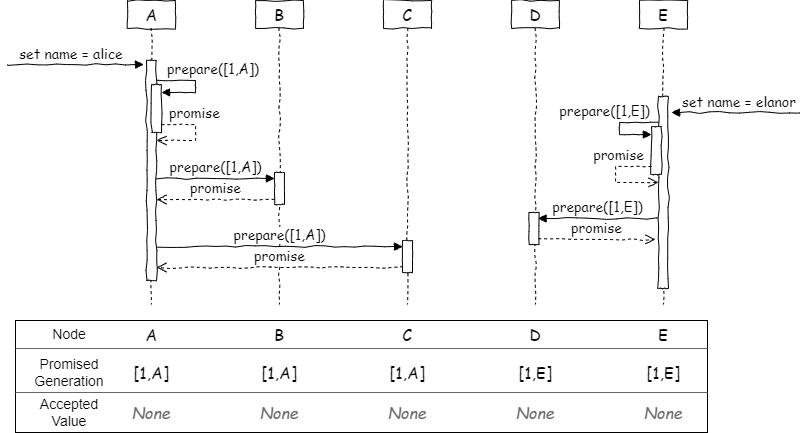 A B C D E
set name = alice
prepare([1,A])
promise
set name = elanor
prepare([1,E])
promise
prepare([1,A])
promise
prepare([1,E])
promise
prepare([1,A])
promise
Node A B C D E
Promised
Generation [1,A] [1,A] [1,A] [1,E] [1,E]
Accepted
Value None None None None None